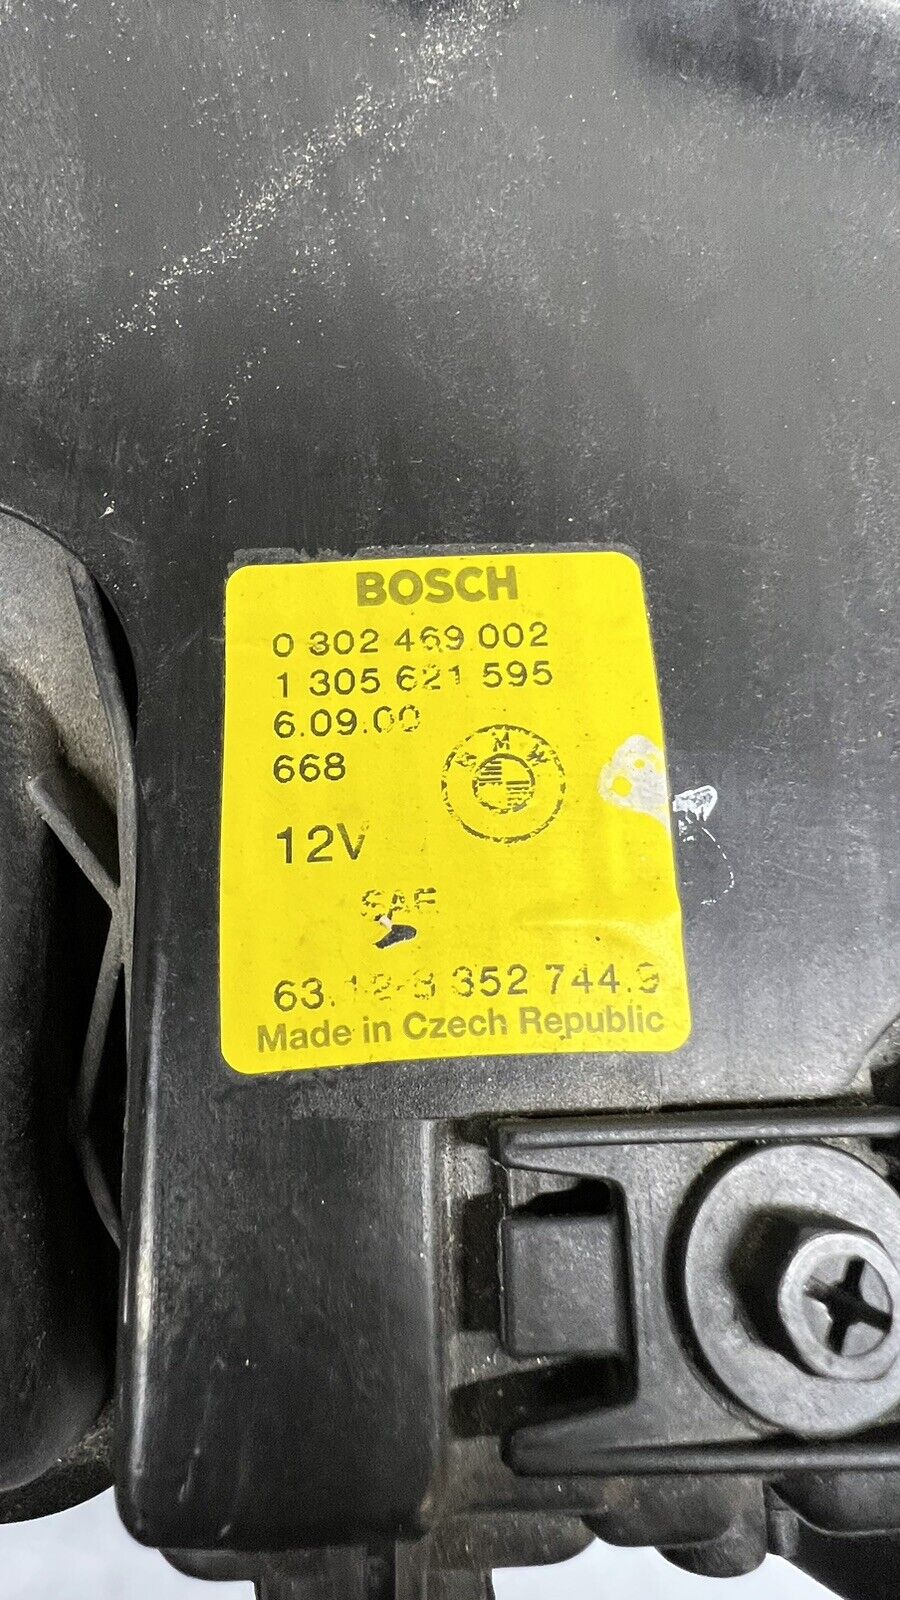 BOSCH
0 302 469 002
1 305 621 595
6.09.00
668
BMW
12V
SAE
63.12-8 352 744.9
Made in Czech Republic